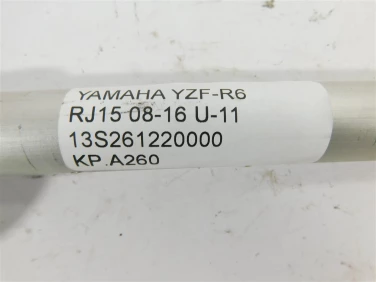 YAMAHA YZF-R6
RJ15 08-16 U-11
13S261220000
KP.A260